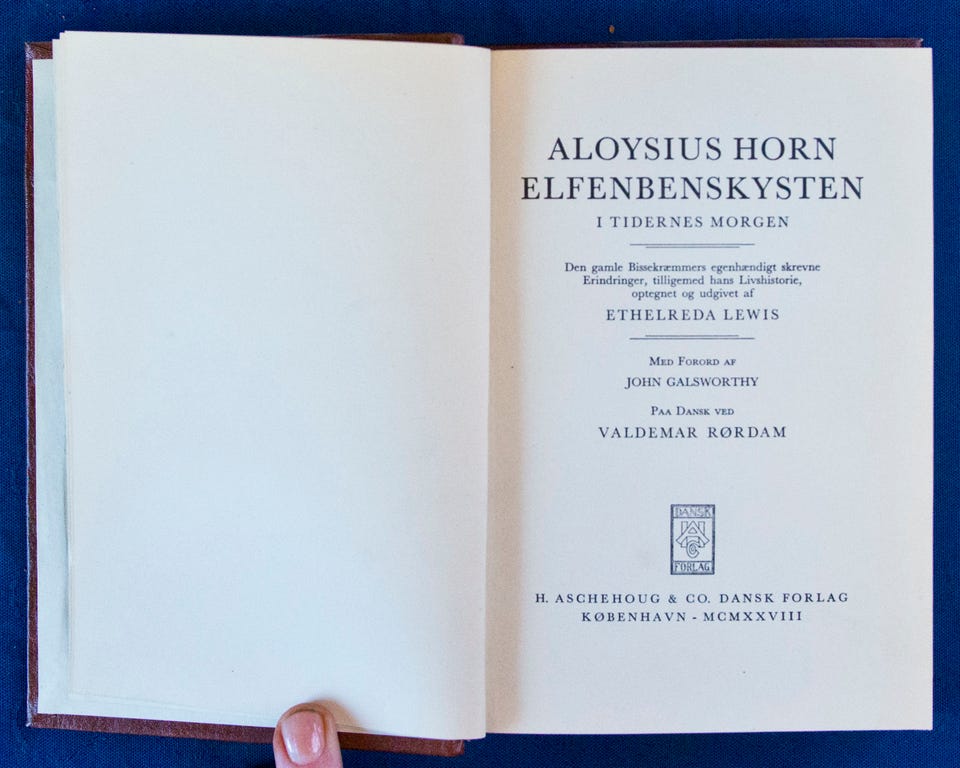 ALOYSIUS HORN
ELFENBENSKYSTEN
I TIDERNES MORGEN
Den gamle Bissekræmmers egenhændigt skrevne
Erindringer, tilligemed hans Livshistorie,
optegnet og udgivet af
ETHELREDA LEWIS
MED FORORD AF
JOHN GALSWORTHY
PAA DANSK VED
VALDEMAR RØRDAM
DANSK
HA
&
CO
FORLAG
H. ASCHEHOUG & CO. DANSK FORLAG
KØBENHAVN - MCMXXVIII